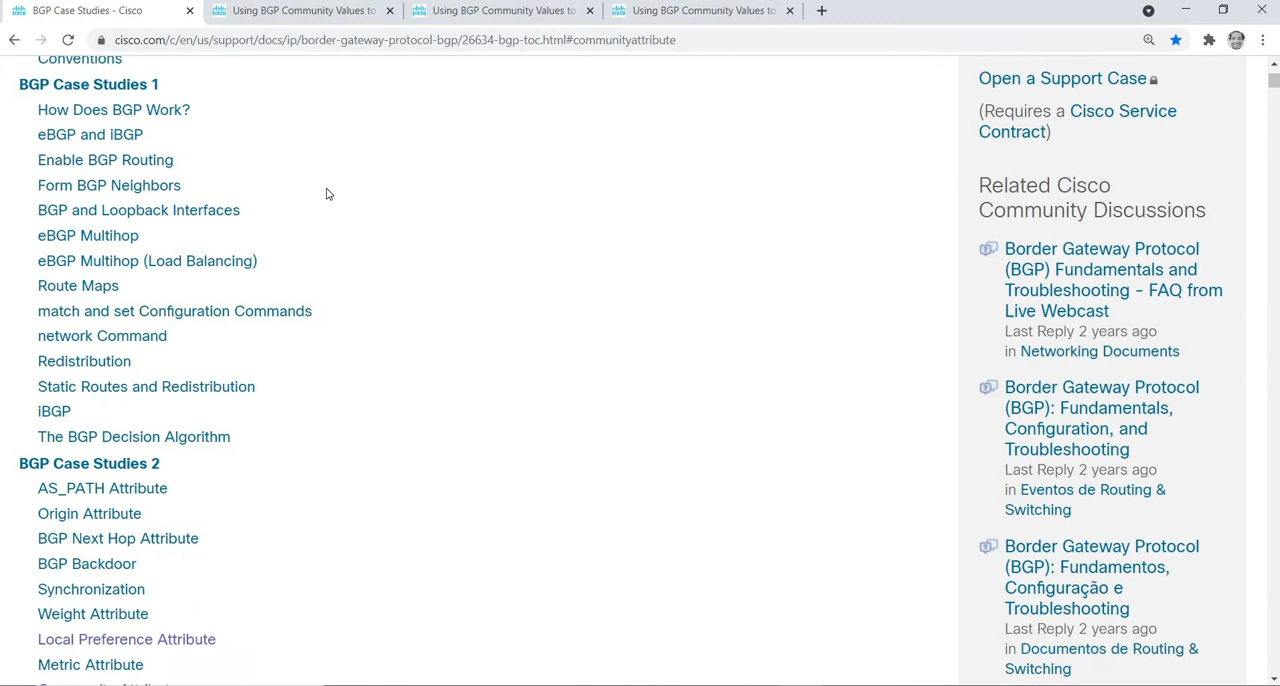 BGP Case Studies - Cisco
Using BGP Community Values to
Using BGP Community Values to
Using BGP Community Values to
cisco.com/c/en/us/support/docs/ip/border-gateway-protocol-bgp/26634-bgp-toc.html#communityattribute
Conventions
BGP Case Studies 1
How Does BGP Work?
eBGP and iBGP
Enable BGP Routing
Form BGP Neighbors
BGP and Loopback Interfaces
eBGP Multihop
eBGP Multihop (Load Balancing)
Route Maps
match and set Configuration Commands
network Command
Redistribution
Static Routes and Redistribution
iBGP
The BGP Decision Algorithm
BGP Case Studies 2
AS_PATH Attribute
Origin Attribute
BGP Next Hop Attribute
BGP Backdoor
Synchronization
Weight Attribute
Local Preference Attribute
Metric Attribute
Open a Support Case
(Requires a Cisco Service
Contract)
Related Cisco
Community Discussions
Border Gateway Protocol
(BGP) Fundamentals and
Troubleshooting - FAQ from
Live Webcast
Last Reply 2 years ago
in Networking Documents
Border Gateway Protocol
(BGP): Fundamentals,
Configuration, and
Troubleshooting
Last Reply 2 years ago
in Eventos de Routing &
Switching
Border Gateway Protocol
(BGP): Fundamentos,
Configuração e
Troubleshooting
Last Reply 2 years ago
in Documentos de Routing &
Switching